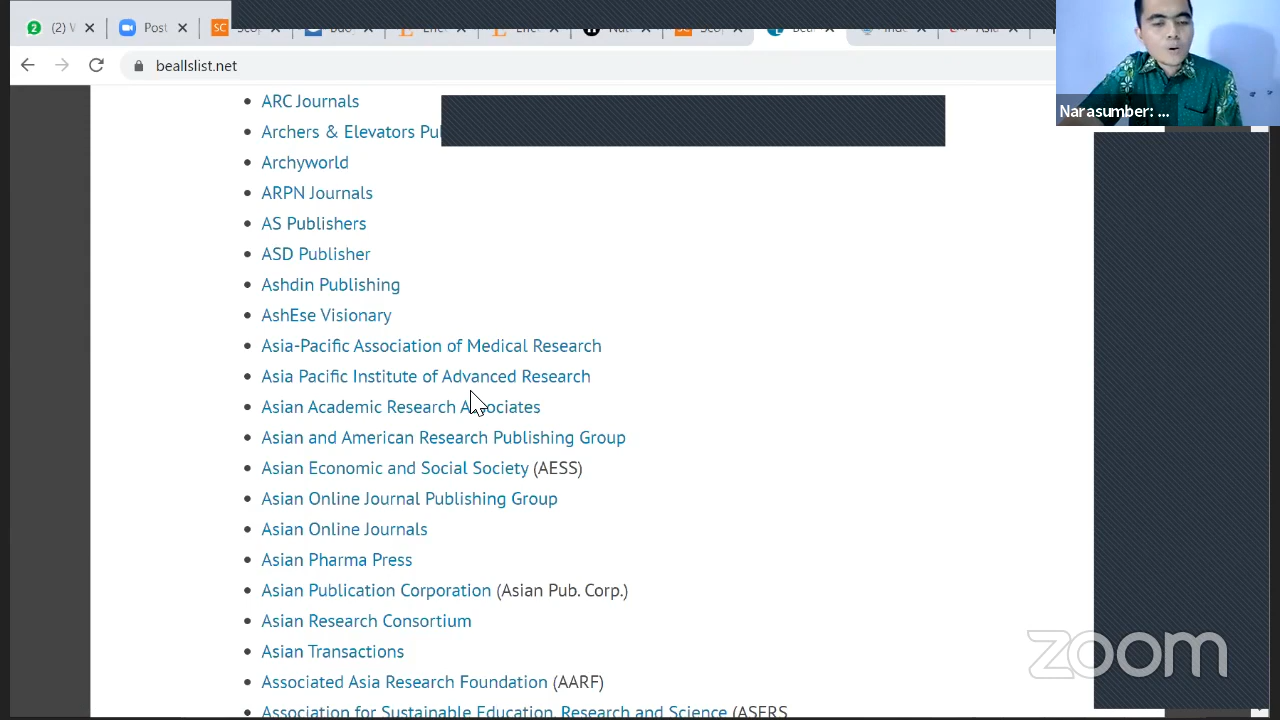 (2) W
Post
beallslist.net
Narasumber: ...
ARC Journals
Archers & Elevators Pu
Archyworld
ARPN Journals
AS Publishers
ASD Publisher
Ashdin Publishing
AshEse Visionary
Asia-Pacific Association of Medical Research
Asia Pacific Institute of Advanced Research
Asian Academic Research Associates
Asian and American Research Publishing Group
Asian Economic and Social Society (AESS)
Asian Online Journal Publishing Group
Asian Online Journals
Asian Pharma Press
Asian Publication Corporation (Asian Pub. Corp.)
Asian Research Consortium
Asian Transactions
Associated Asia Research Foundation (AARF)
Association for Sustainable Education, Research and Science (ASERS
zoom